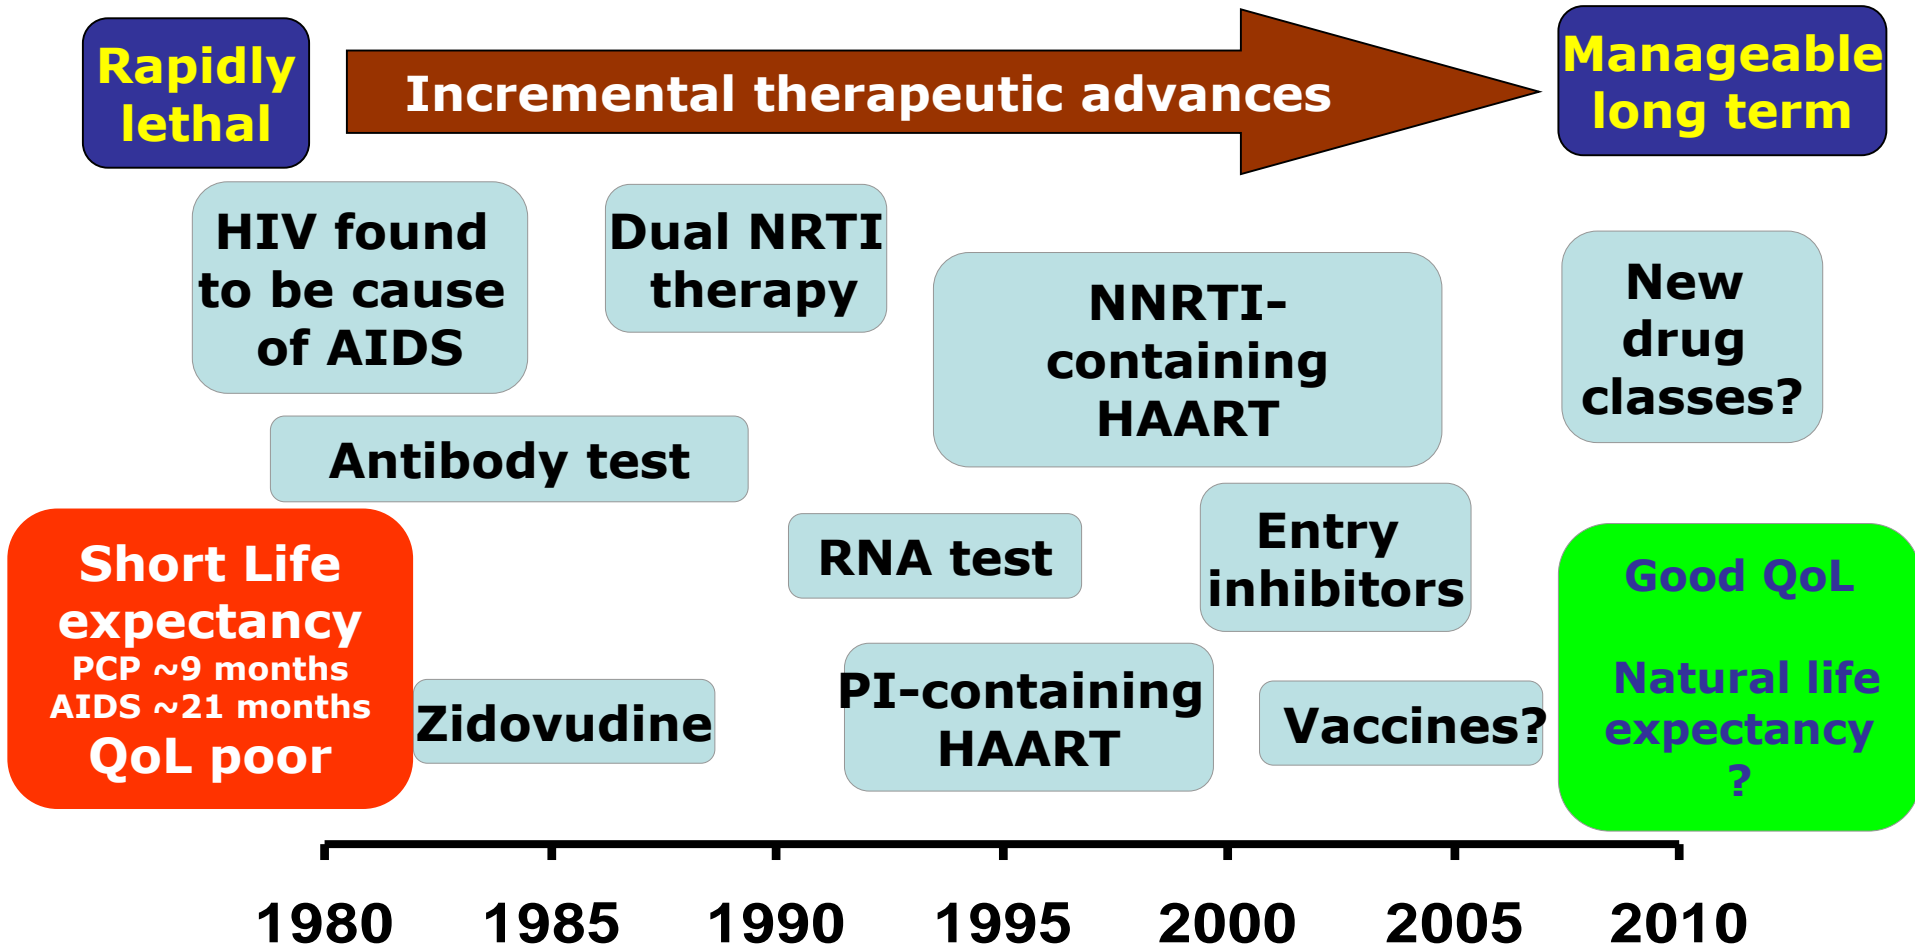 Rapidly
lethal
Incremental therapeutic advances
Manageable
long term
HIV found
to be cause
of AIDS
Dual NRTI
therapy
NNRTI-
containing
HAART
New
drug
classes?
Antibody test
RNA test
Entry
inhibitors
Short Life
expectancy
PCP ~9 months
AIDS ~21 months
QoL poor
Zidovudine
PI-containing
HAART
Vaccines?
Good QoL
Natural life
expectancy
?
1980
1985
1990
1995
2000
2005
2010